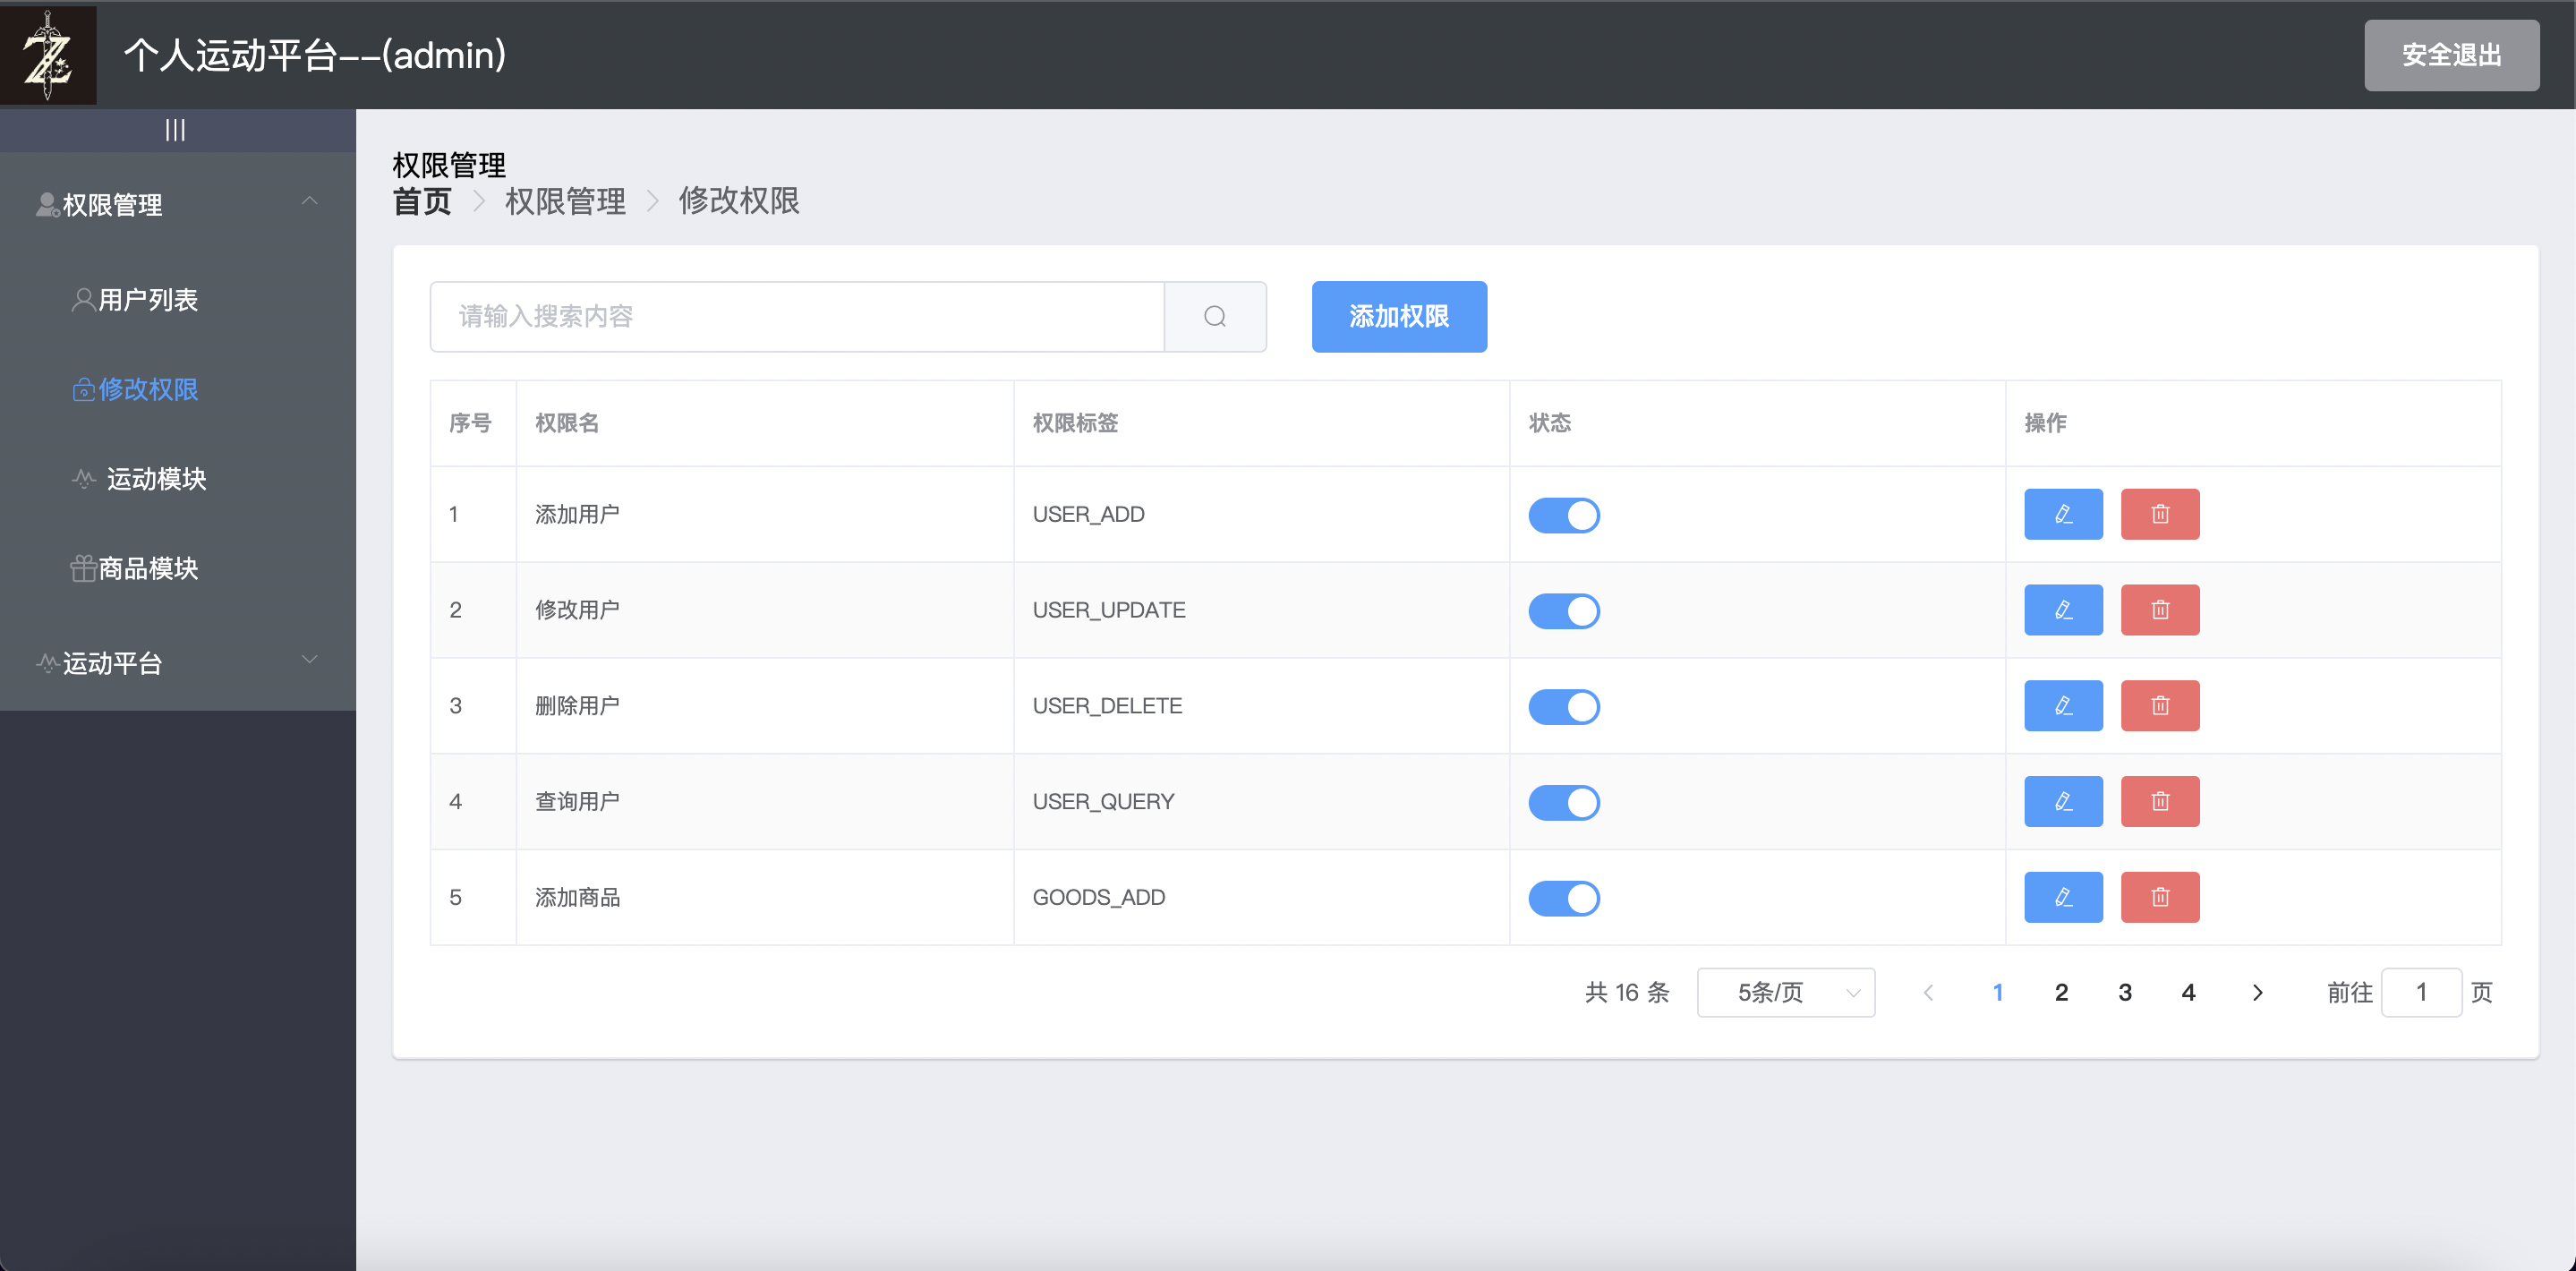 个人运动平台--(admin)
安全退出
|||
权限管理
用户列表
修改权限
运动模块
商品模块
运动平台
权限管理
首页 > 权限管理 > 修改权限
请输入搜索内容
添加权限
序号 权限名 权限标签 状态 操作
1 添加用户 USER_ADD
2 修改用户 USER_UPDATE
3 删除用户 USER_DELETE
4 查询用户 USER_QUERY
5 添加商品 GOODS_ADD
共 16 条 5条/页 < 1 2 3 4 > 前往 1 页